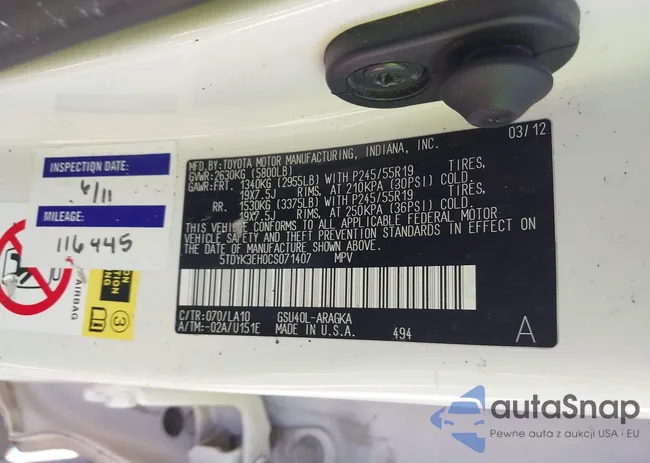 03/12
MFD.BY:TOYOTA MOTOR MANUFACTURING, INDIANA, INC.
GVWR:2630KG (5800LB)
GAWR:FRT. 1340KG (2955LB) WITH P245/55R19 TIRES,
19X7.5J RIMS, AT 210KPA (30PSI) COLD
RR. 1530KG (3375LB) WITH P245/55R19 TIRES,
19X7.5J RIMS, AT 250KPA (36PSI) COLD
THIS VEHICLE CONFORMS TO ALL APPLICABLE FEDERAL MOTOR
VEHICLE SAFETY AND THEFT PREVENTION STANDARDS IN EFFECT
ON THE DATE OF MANUFACTURE SHOWN ABOVE.
5TDYK3EH0CS071407 MPV
C/TR:070/LA10 GSU40L-ARAGKA
A/TM:-02A/U151E MADE IN U.S.A. 494 A
INSPECTION DATE:
6/11
MILEAGE:
116445
AIRBAG
3
autoSnap
Pewne auta z aukcji USA i EU